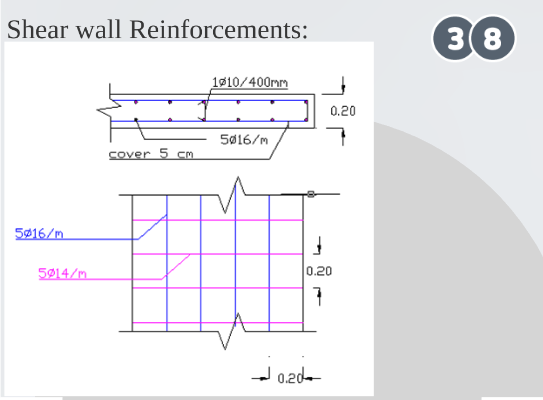 Shear wall Reinforcements:
38
1ø10/400mm
0.20
5ø16/m
cover 5 cm
5ø16/m
5ø14/m
0.20
0.20